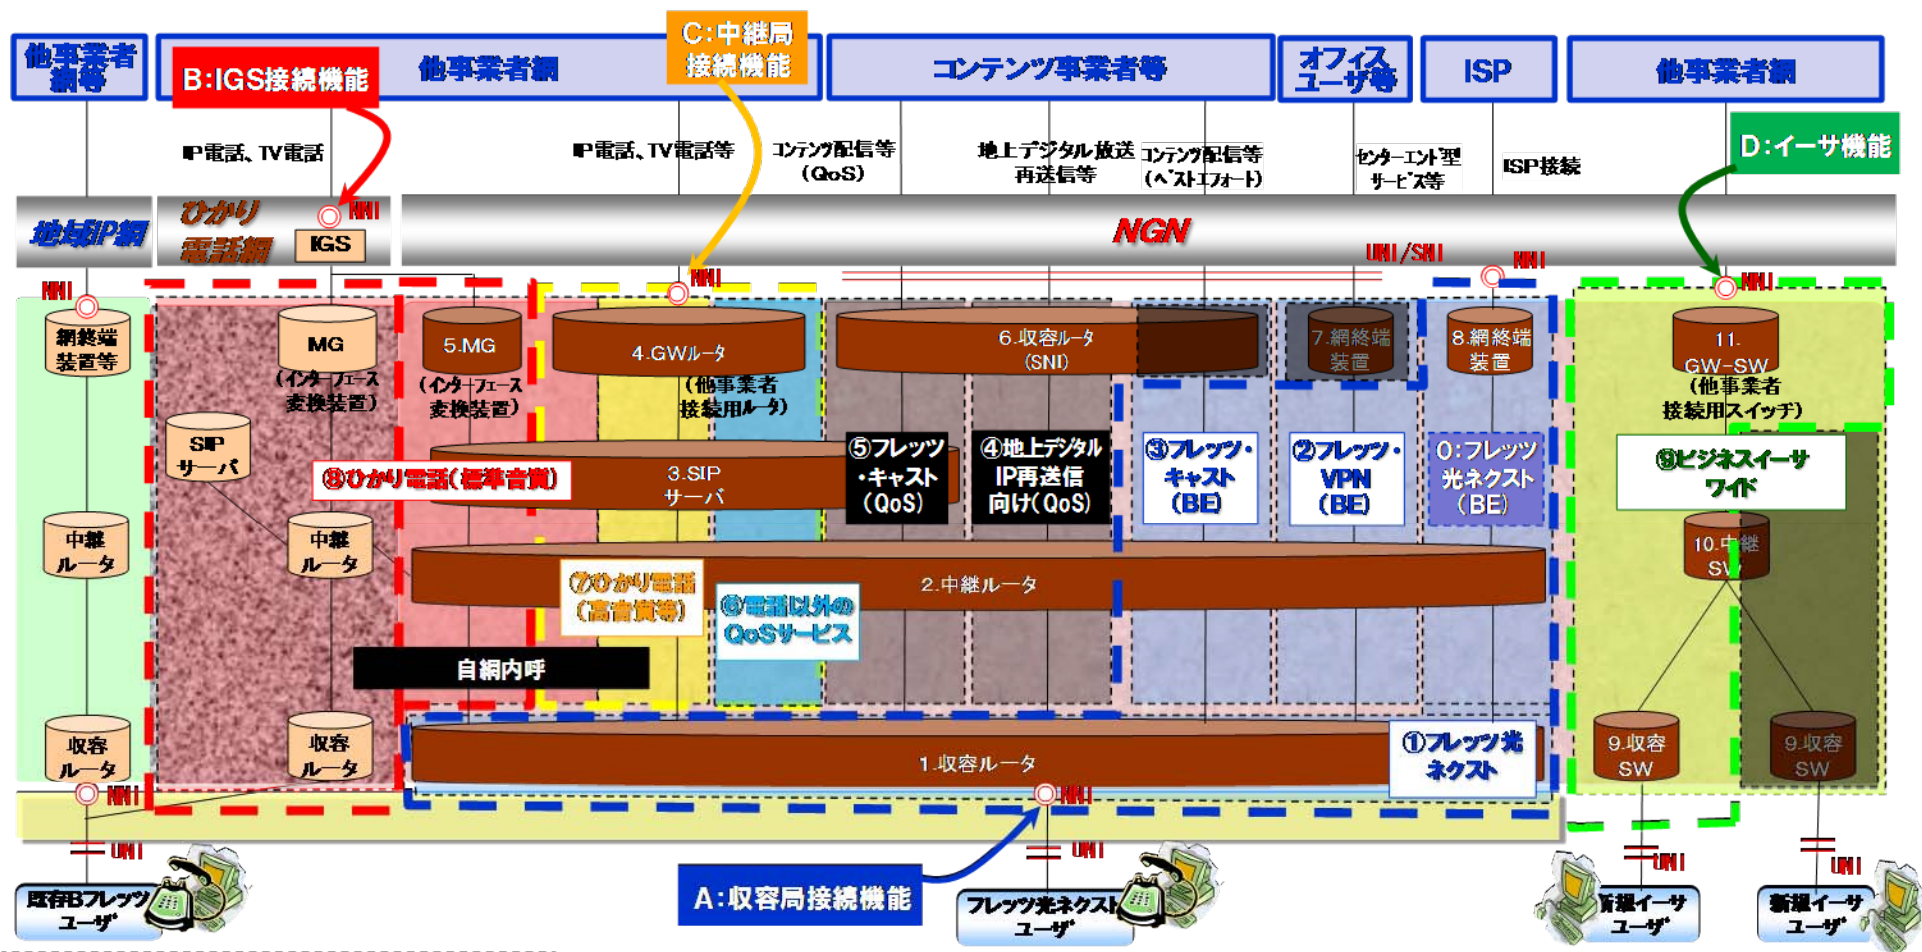 他事業者
網等
B:IGS接続機能
他事業者網
C:中継局
接続機能
コンテンツ事業者等
オフィス
ユーザ等
ISP
他事業者網
IP電話、TV電話
IP電話、TV電話等
コンテンツ配信等
(QoS)
地上デジタル放送
再送信等
コンテンツ配信等
(ベストエフォート)
センターエンド型
サービス等
ISP接続
D:イーサ機能
地域IP網
ひかり
電話網
NNI
IGS
NGN
UNI/SNI
NNI
NNI
NNI
NNI
網終端
装置等
MG
(インターフェース
変換装置)
5.MG
(インターフェース
変換装置)
4.GWルータ
(他事業者
接続用ルータ)
6.収容ルータ
(SNI)
7.網終端
装置
8.網終端
装置
11.
GW-SW
(他事業者
接続用スイッチ)
SIP
サーバ
⑧ひかり電話(標準音質)
3.SIP
サーバ
⑤フレッツ
・キャスト
(QoS)
④地上デジタル
IP再送信
向け(QoS)
③フレッツ・
キャスト
(BE)
②フレッツ・
VPN
(BE)
0:フレッツ
光ネクスト
(BE)
⑨ビジネスイーサ
ワイド
中継
ルータ
中継
ルータ
2.中継ルータ
10.中継
SW
⑦ひかり電話
(高音質等)
⑥電話以外の
QoSサービス
自網内呼
収容
ルータ
収容
ルータ
1.収容ルータ
①フレッツ光
ネクスト
9.収容
SW
9.収容
SW
NNI
NNI
UNI
UNI
UNI
UNI
A:収容局接続機能
既存Bフレッツ
ユーザ
フレッツ光ネクスト
ユーザ
新規イーサ
ユーザ
新規イーサ
ユーザ